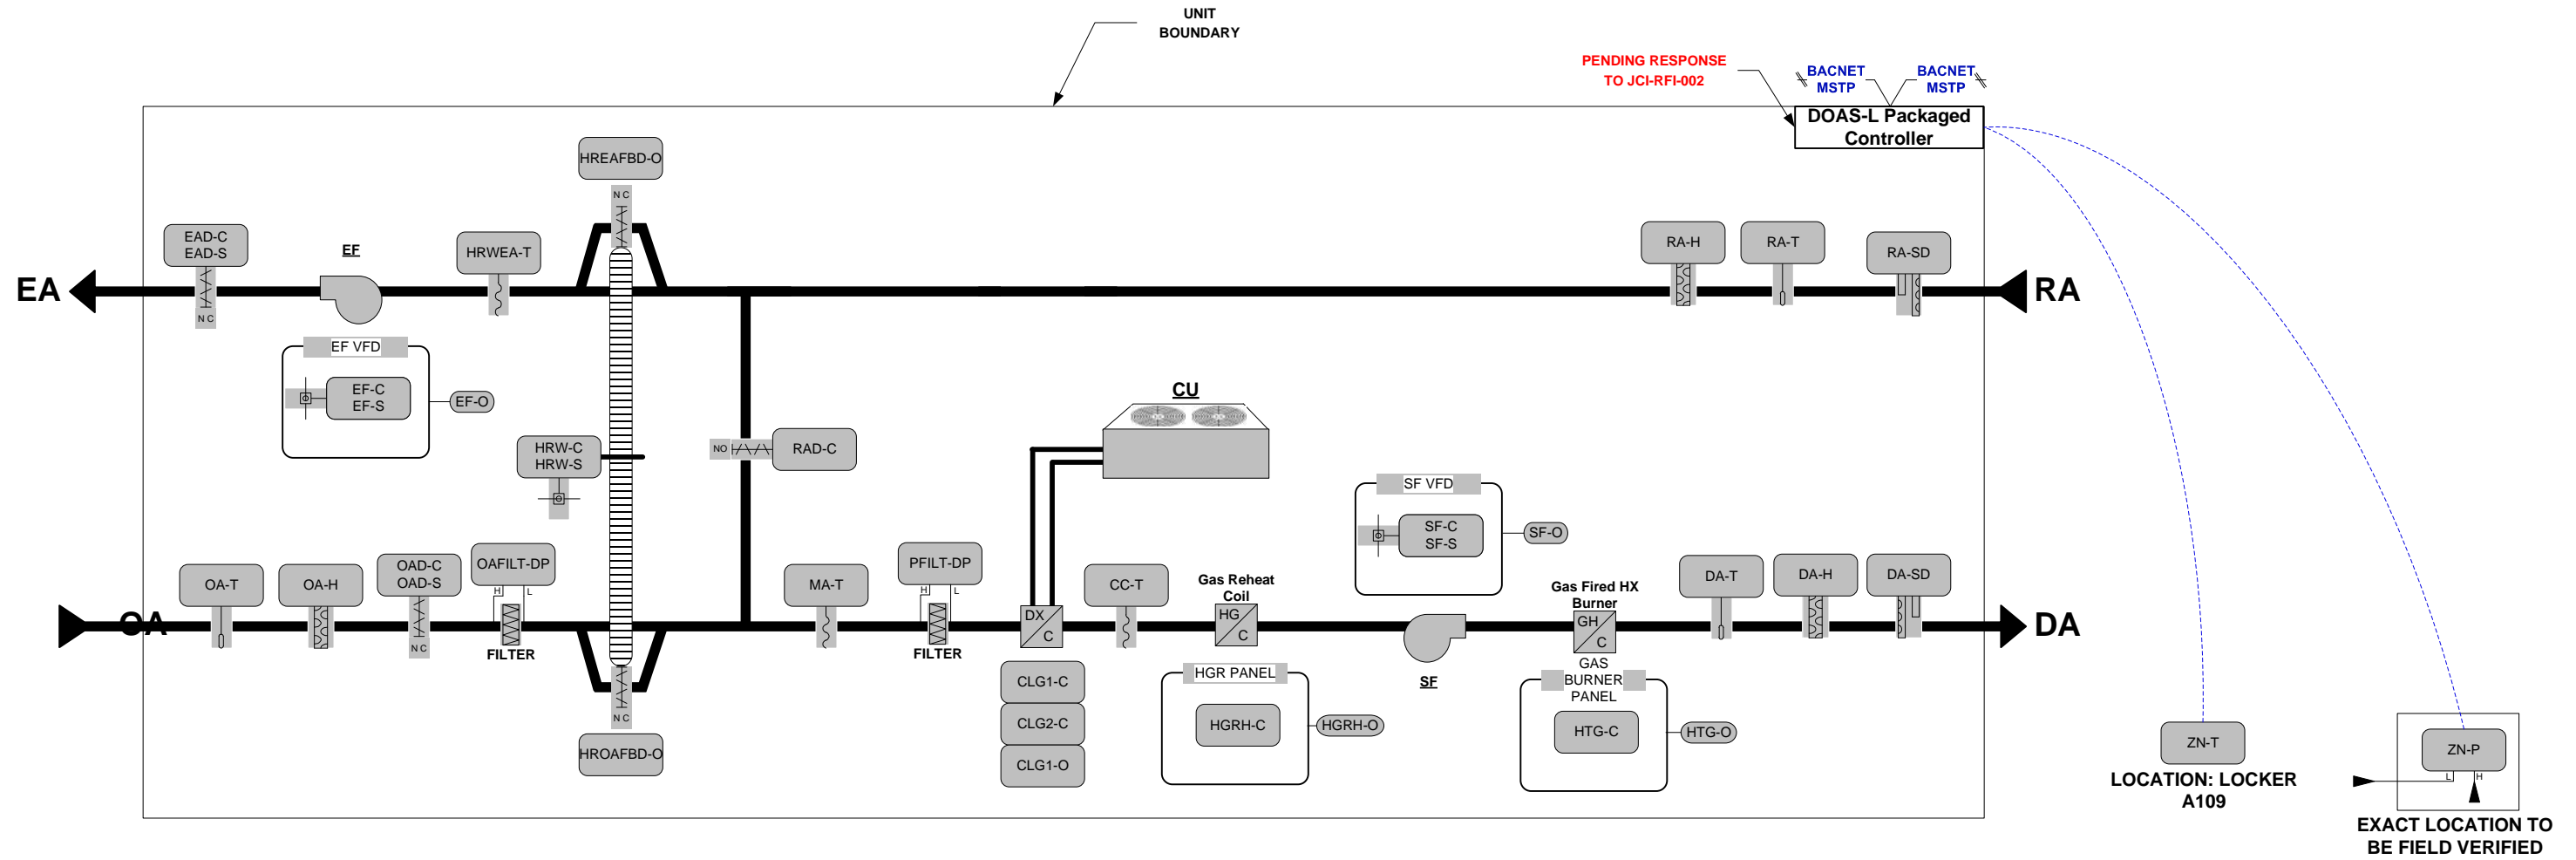 UNIT
BOUNDARY
PENDING RESPONSE
TO JCI-RFI-002
BACNET
MSTP
BACNET
MSTP
DOAS-L Packaged
Controller
HREAFBD-O
N C
EAD-C
EAD-S
N C
EF
HRWEA-T
RA-H
RA-T
RA-SD
EA
RA
EF VFD
EF-C
EF-S
EF-O
CU
HRW-C
HRW-S
NO
RAD-C
SF VFD
SF-C
SF-S
SF-O
OA-T
OA-H
OAD-C
OAD-S
N C
OAFILT-DP
H
L
FILTER
MA-T
PFILT-DP
H
L
FILTER
CC-T
Gas Reheat
Coil
Gas Fired HX
Burner
DA-T
DA-H
DA-SD
OA
DX
C
HG
C
GH
C
DA
SF
N C
HROAFBD-O
CLG1-C
CLG2-C
CLG1-O
HGR PANEL
HGRH-C
HGRH-O
GAS
BURNER
PANEL
HTG-C
HTG-O
ZN-T
LOCATION: LOCKER
A109
ZN-P
L
H
EXACT LOCATION TO
BE FIELD VERIFIED